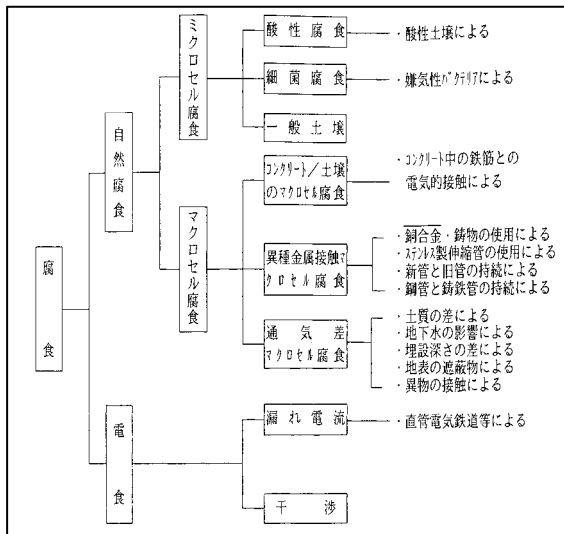 腐食
自然腐食
電食
ミクロセル腐食
マクロセル腐食
酸性腐食
・酸性土壌による
細菌腐食
・嫌気性バクテリアによる
一般土壌
コンクリート／土壌
のマクロセル腐食
・コンクリート中の鉄筋との
電気的接触による
異種金属接触マ
クロセル腐食
・銅合金・鋳物の使用による
・ステンレス製伸縮管の使用による
・新管と旧管の持続による
・鋼管と鋳鉄管の持続による
通気差
マクロセル腐食
・土質の差による
・地下水の影響による
・埋設深さの差による
・地表の遮蔽物による
・異物の接触による
漏れ電流
・直管電気鉄道等による
干渉